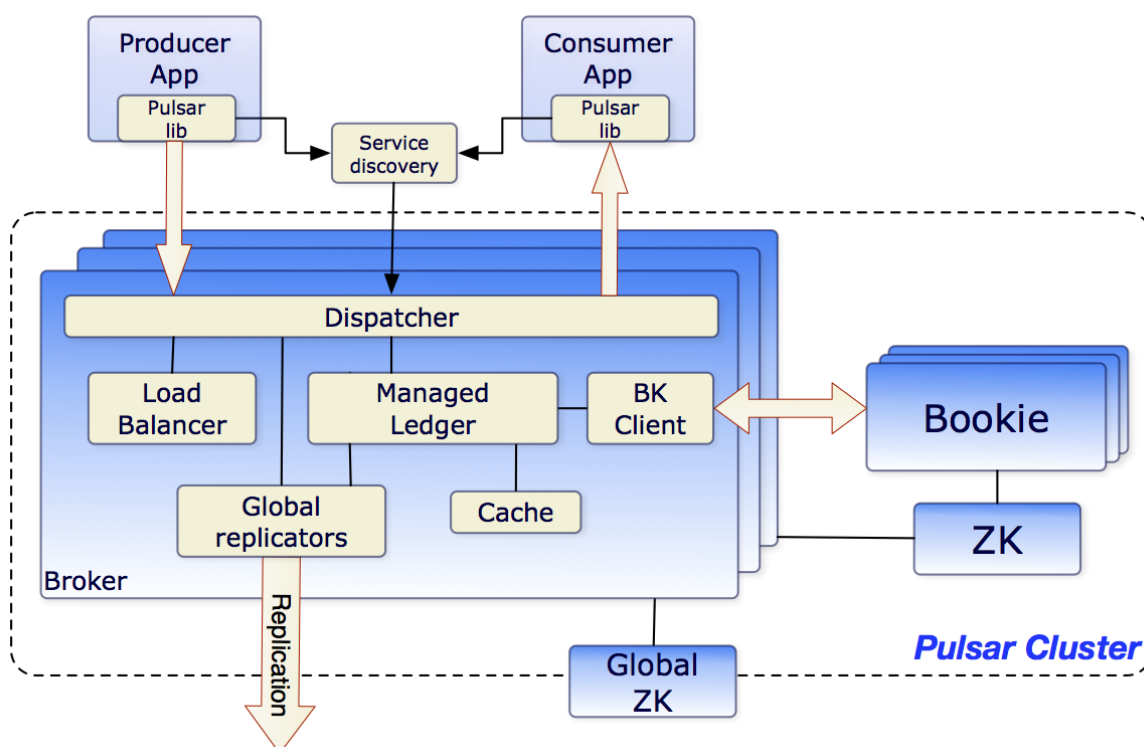 Producer
App
Pulsar
lib
Consumer
App
Pulsar
lib
Service
discovery
Dispatcher
Load
Balancer
Managed
Ledger
BK
Client
Bookie
Global
replicators
Cache
ZK
Broker
Replication
Pulsar Cluster
Global
ZK